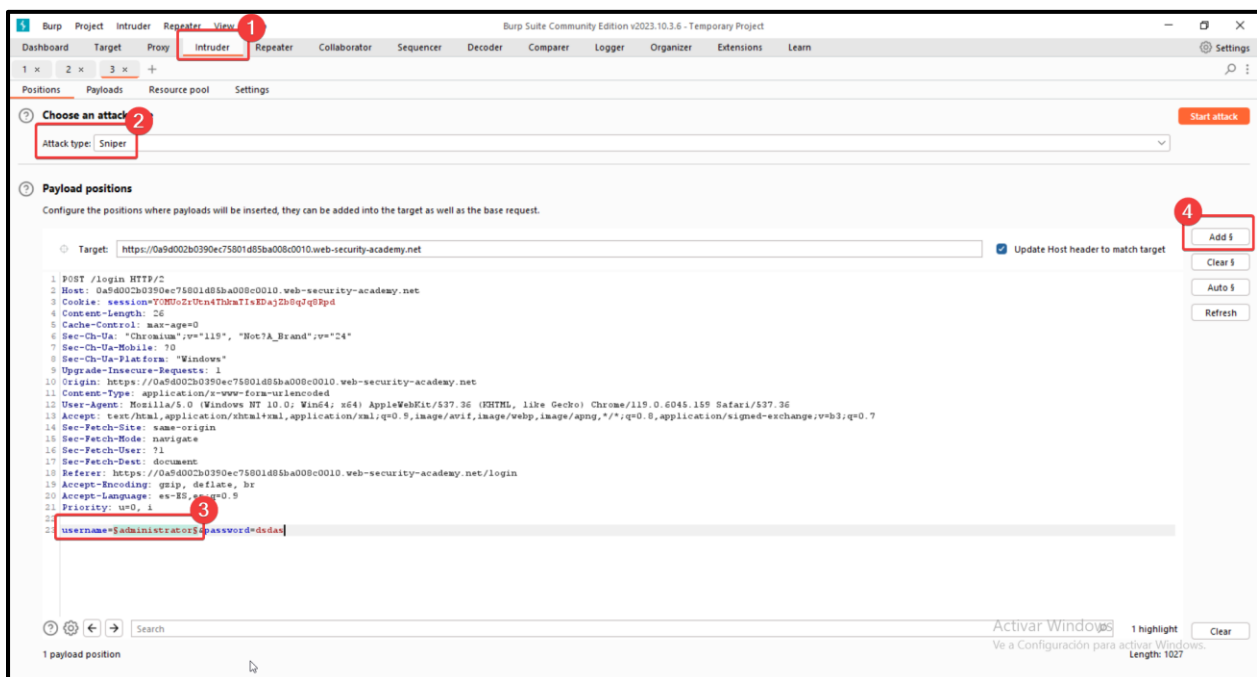 Burp Project Intruder Repeater View
Burp Suite Community Edition v2023.10.3.6 - Temporary Project
1
Dashboard Target Proxy Intruder Repeater Collaborator Sequencer Decoder Comparer Logger Organizer Extensions Learn Settings
1 × 2 × 3 × +
Positions Payloads Resource pool Settings
Choose an attack
2
Start attack
Attack type: Sniper
Payload positions
Configure the positions where payloads will be inserted, they can be added into the target as well as the base request.
4
Add §
Target: https://0a9d002b0390ec75801d85ba008c0010.web-security-academy.net
Update Host header to match target
Clear §
Auto §
Refresh
1 POST /login HTTP/2
2 Host: 0a9d002b0390ec75801d85ba008c0010.web-security-academy.net
3 Cookie: session=YOMUoZrUtn4ThkmTIsEDajZb8qJq8Rpd
4 Content-Length: 26
5 Cache-Control: max-age=0
6 Sec-Ch-Ua: "Chromium";v="119", "Not?A_Brand";v="24"
7 Sec-Ch-Ua-Mobile: ?0
8 Sec-Ch-Ua-Platform: "Windows"
9 Upgrade-Insecure-Requests: 1
10 Origin: https://0a9d002b0390ec75801d85ba008c0010.web-security-academy.net
11 Content-Type: application/x-www-form-urlencoded
12 User-Agent: Mozilla/5.0 (Windows NT 10.0; Win64; x64) AppleWebKit/537.36 (KHTML, like Gecko) Chrome/119.0.6045.159 Safari/537.36
13 Accept: text/html,application/xhtml+xml,application/xml;q=0.9,image/avif,image/webp,image/apng,*/*;q=0.8,application/signed-exchange;v=b3;q=0.7
14 Sec-Fetch-Site: same-origin
15 Sec-Fetch-Mode: navigate
16 Sec-Fetch-User: ?1
17 Sec-Fetch-Dest: document
18 Referer: https://0a9d002b0390ec75801d85ba008c0010.web-security-academy.net/login
19 Accept-Encoding: gzip, deflate, br
20 Accept-Language: es-ES,es;q=0.9
21 Priority: u=0, i
3
22
23 username=§administrator§&password=dsdas
Search
Activar Windows
1 highlight
Clear
Ve a Configuración para activar Windows.
1 payload position
Length: 1027